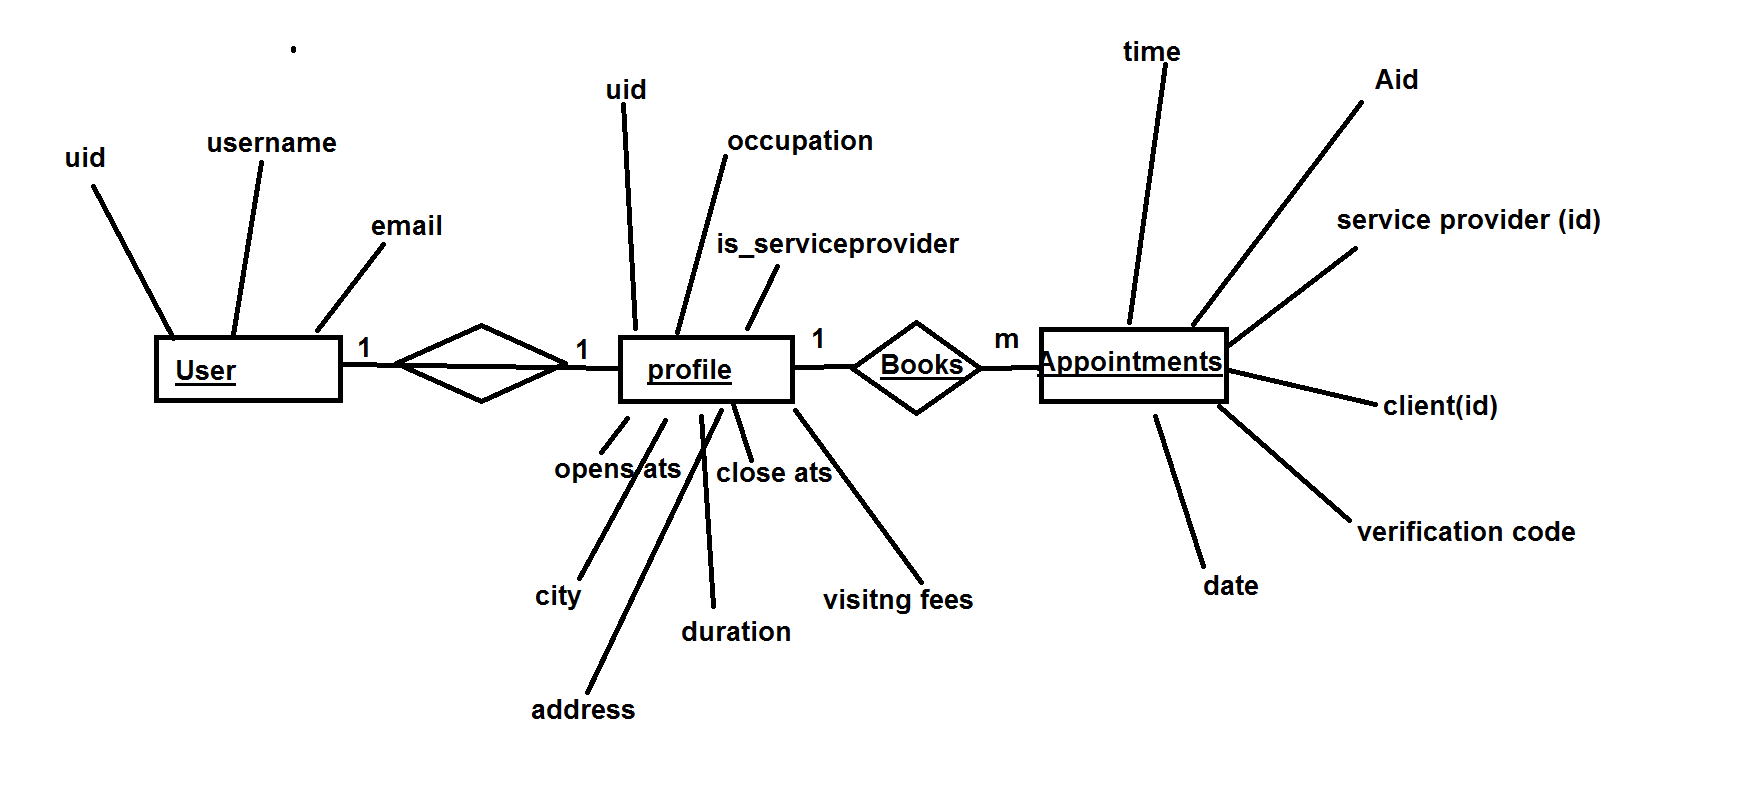 time
Aid
uid
occupation
username
uid
service provider (id)
email
is_serviceprovider
1
1
1
m
User
profile
Books
Appointments
client(id)
opens ats
close ats
verification code
date
city
visitng fees
duration
address